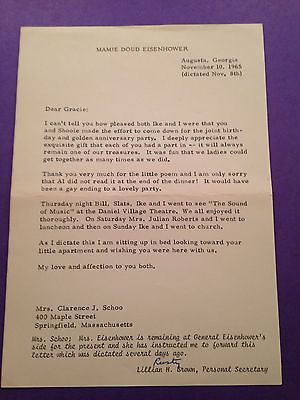 MAMIE DOUD EISENHOWER
Augusta, Georgia
November 10, 1965
(dictated Nov. 8th)
Dear Gracie:
I can't tell you how pleased both Ike and I were that you
and Shooie made the effort to come down for the joint birth-
day and golden anniversary party. I deeply appreciate the
exquisite gift that each of you had a part in -- it will always
remain one of our treasures. It was fun that we ladies could
get together as many times as we did.
Thank you very much for the little poem and I am only sorry
that Al did not read it at the end of the dinner! It would have
been a gay ending to a lovely party.
Thursday night Bill, Slats, Ike and I went to see "The Sound
of Music" at the Daniel Village Theatre. We all enjoyed it
thoroughly. On Saturday Mrs. Julian Roberts and I went to
luncheon and then on Sunday Ike and I went to church.
As I dictate this I am sitting up in bed looking toward your
little apartment and wishing you were here with us.
My love and affection to you both.
Mrs. Clarence J. Schoo
400 Maple Street
Springfield, Massachusetts
Mrs. Schoo: Mrs. Eisenhower is remaining at General Eisenhower's
side for the present and she has instructed me to forward this
letter which was dictated several days ago.
Rusty
Lillian H. Brown, Personal Secretary